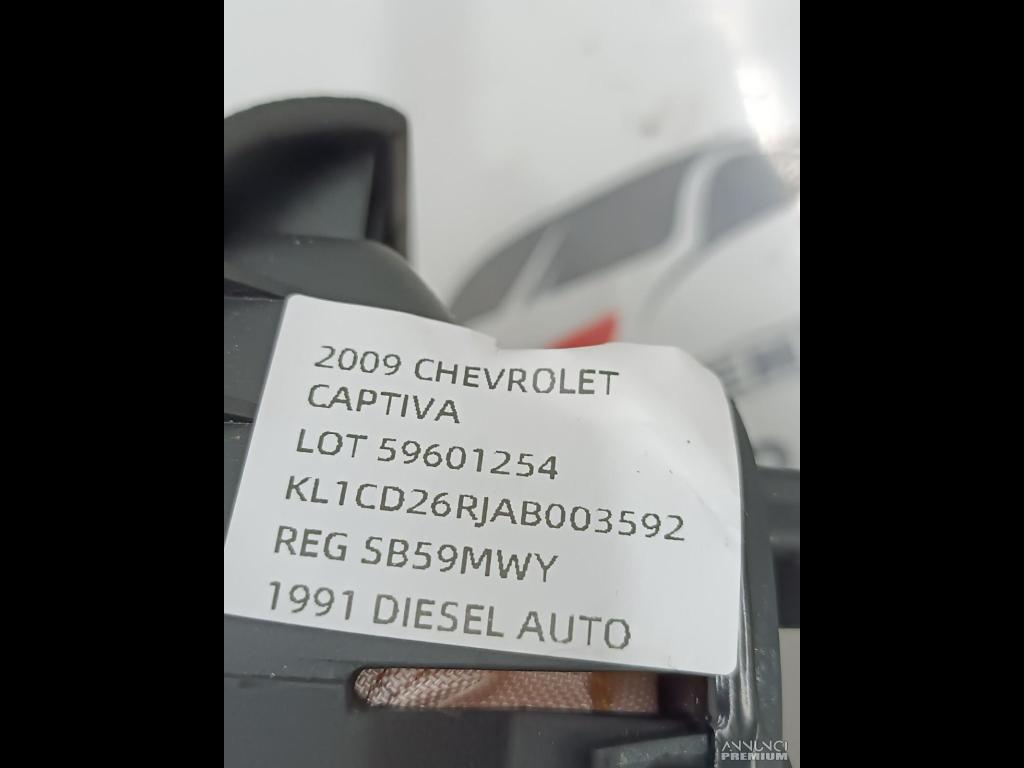 2009 CHEVROLET
CAPTIVA
LOT 59601254
KL1CD26RJAB003592
REG SB59MWY
1991 DIESEL AUTO
ANNUNCI
PREMIUM